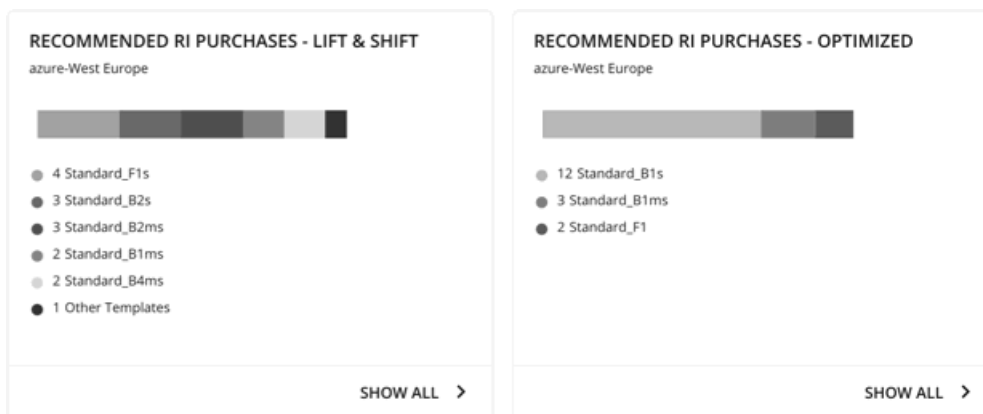 RECOMMENDED RI PURCHASES - LIFT & SHIFT
azure-West Europe
4 Standard_F1s
3 Standard_B2s
3 Standard_B2ms
2 Standard_B1ms
2 Standard_B4ms
1 Other Templates
SHOW ALL
RECOMMENDED RI PURCHASES - OPTIMIZED
azure-West Europe
12 Standard_B1s
3 Standard_B1ms
2 Standard_F1
SHOW ALL